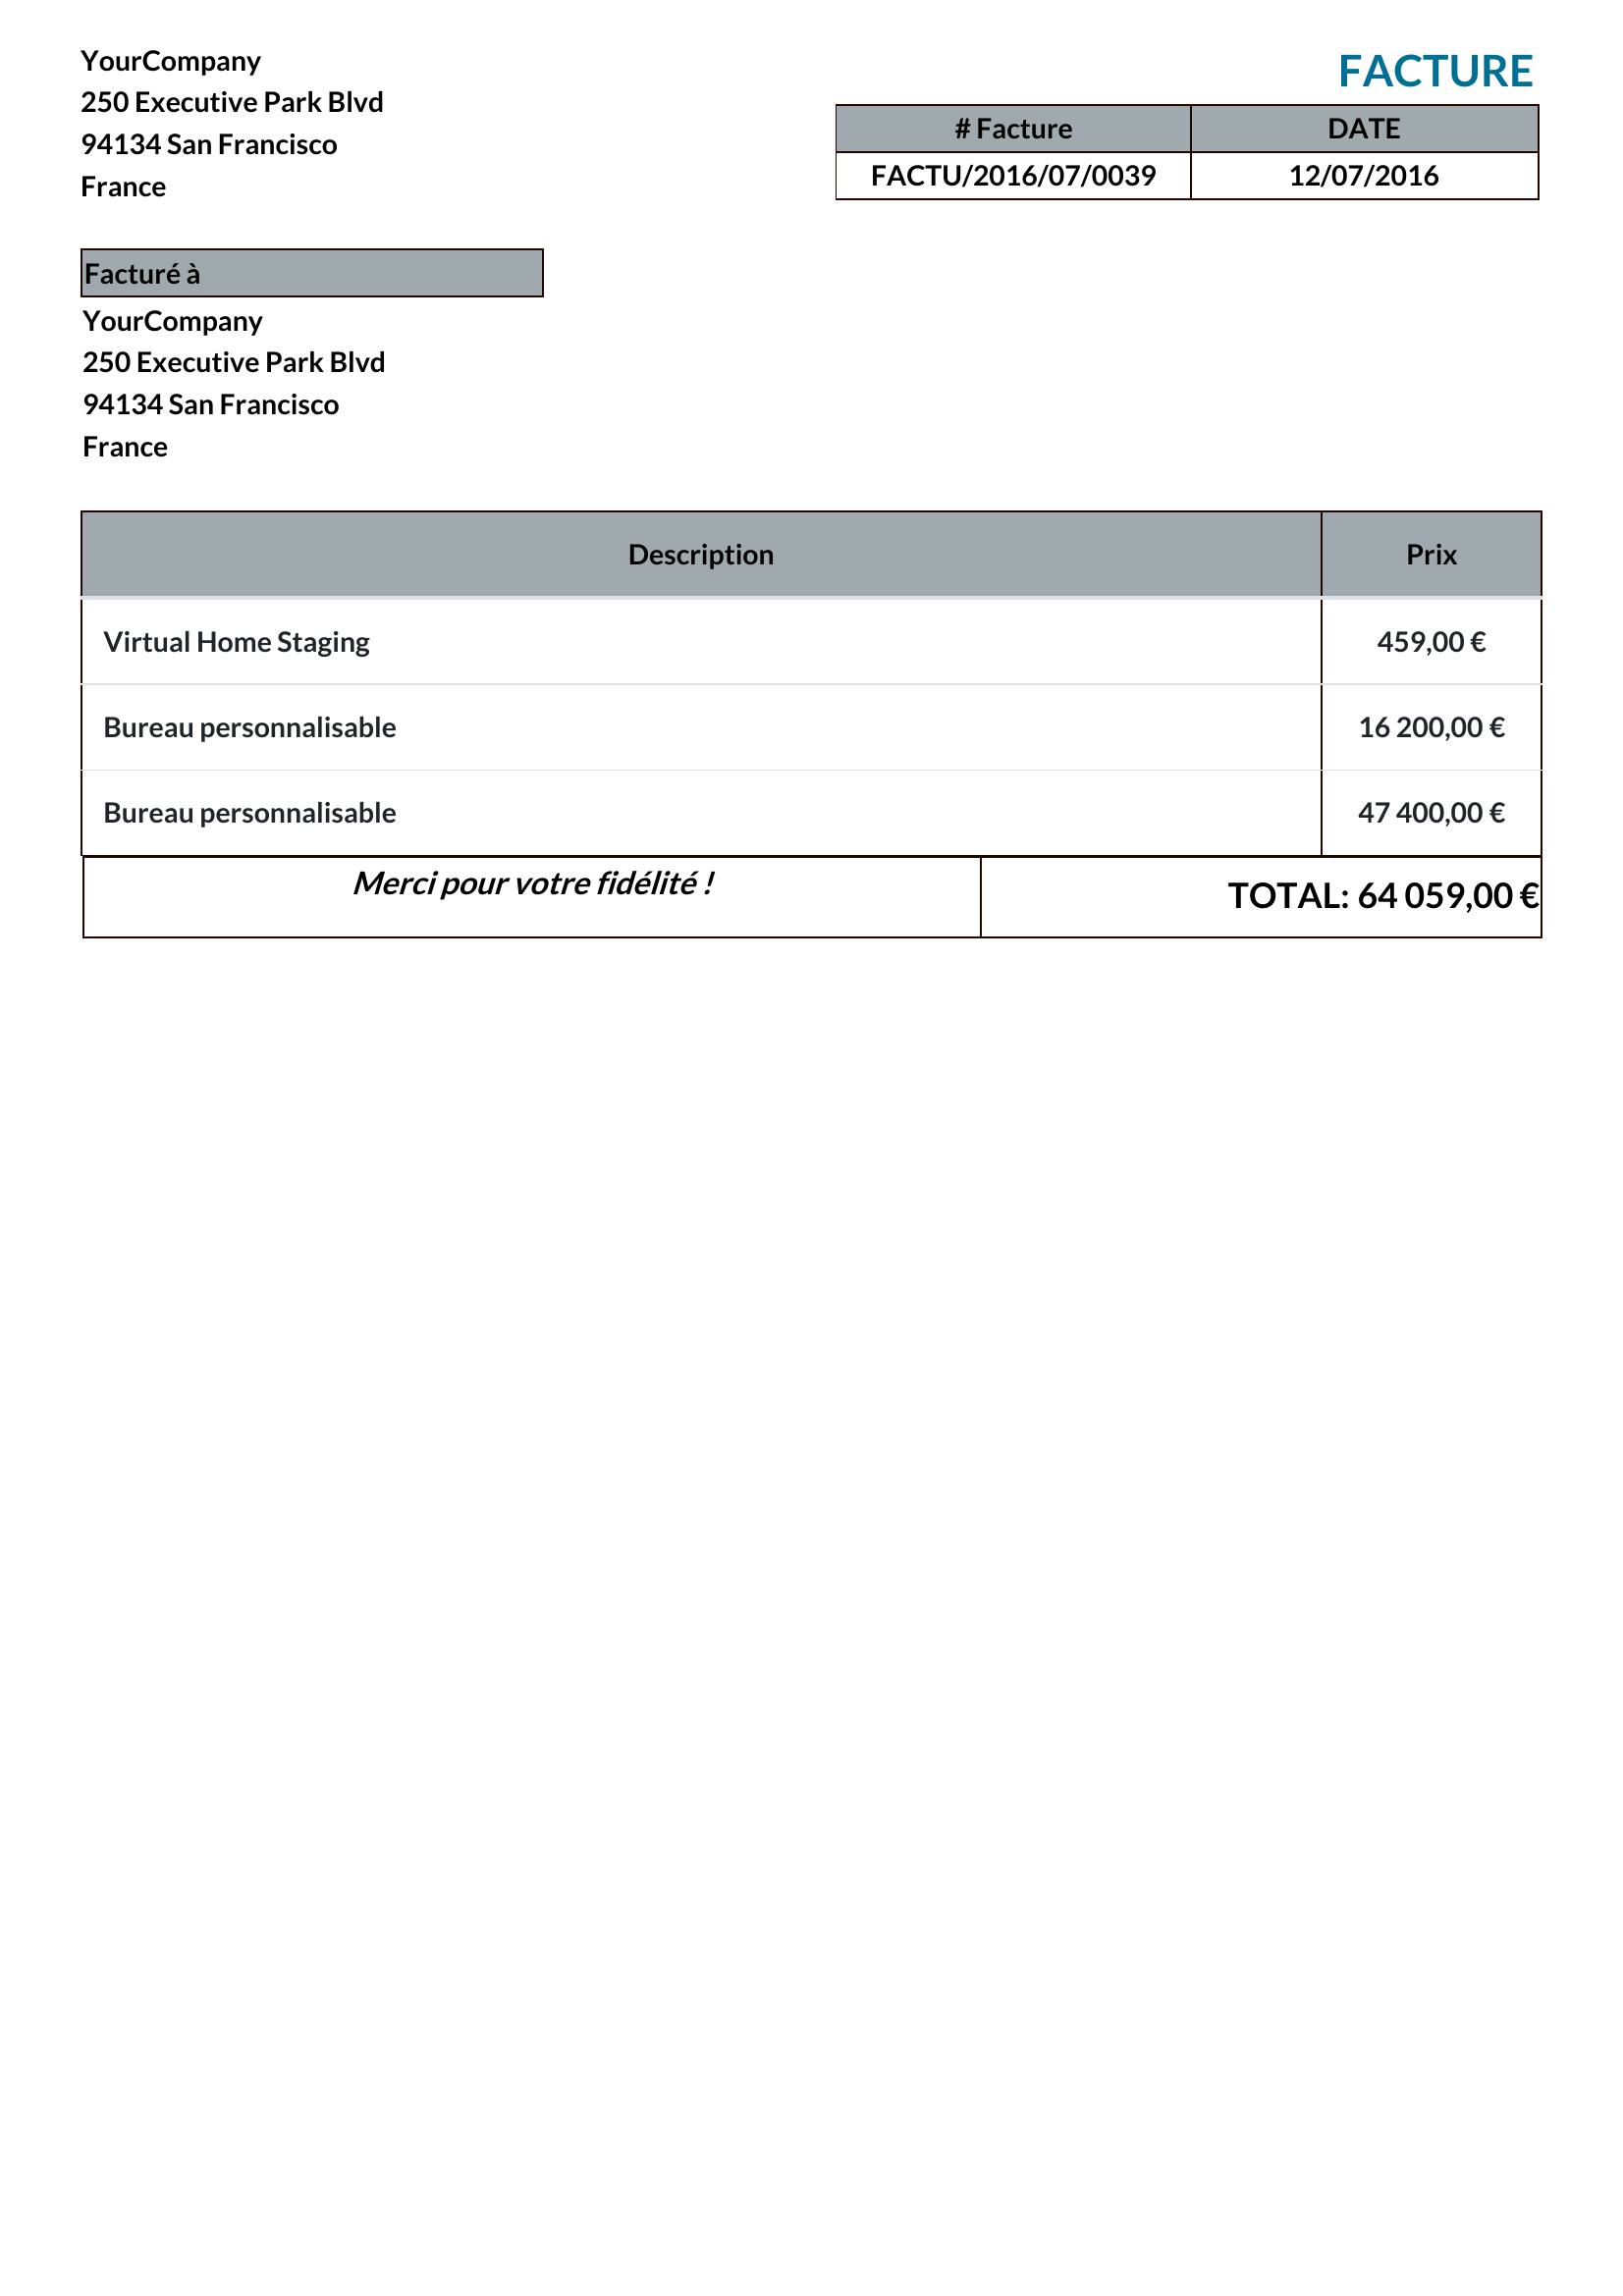 YourCompany
250 Executive Park Blvd
94134 San Francisco
France
FACTURE
# Facture DATE
FACTU/2016/07/0039 12/07/2016
Facturé à
YourCompany
250 Executive Park Blvd
94134 San Francisco
France
Description Prix
Virtual Home Staging 459,00 €
Bureau personnalisable 16 200,00 €
Bureau personnalisable 47 400,00 €
Merci pour votre fidélité ! TOTAL: 64 059,00 €